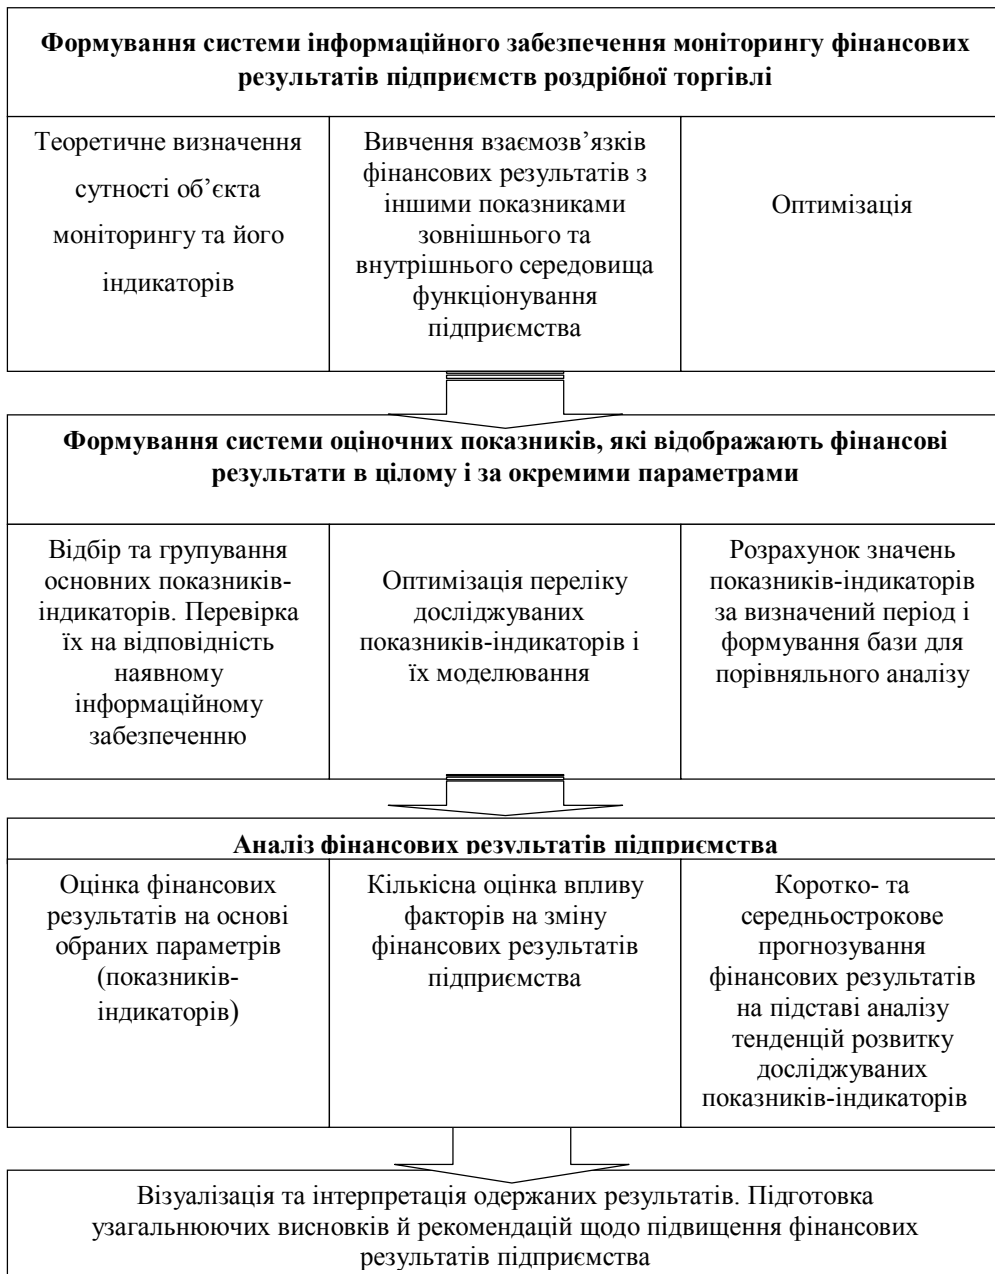 Формування системи інформаційного забезпечення моніторингу фінансових
результатів підприємств роздрібної торгівлі
Теоретичне визначення
сутності об’єкта
моніторингу та його
індикаторів
Вивчення взаємозв’язків
фінансових результатів з
іншими показниками
зовнішнього та
внутрішнього середовища
функціонування
підприємства
Оптимізація
Формування системи оціночних показників, які відображають фінансові
результати в цілому і за окремими параметрами
Відбір та групування
основних показників-
індикаторів. Перевірка
їх на відповідність
наявному
інформаційному
забезпеченню
Оптимізація переліку
досліджуваних
показників-індикаторів і
їх моделювання
Розрахунок значень
показників-індикаторів
за визначений період і
формування бази для
порівняльного аналізу
Аналіз фінансових результатів підприємства
Оцінка фінансових
результатів на основі
обраних параметрів
(показників-
індикаторів)
Кількісна оцінка впливу
факторів на зміну
фінансових результатів
підприємства
Коротко- та
середньострокове
прогнозування
фінансових результатів
на підставі аналізу
тенденцій розвитку
досліджуваних
показників-індикаторів
Візуалізація та інтерпретація одержаних результатів. Підготовка
узагальнюючих висновків й рекомендацій щодо підвищення фінансових
результатів підприємства